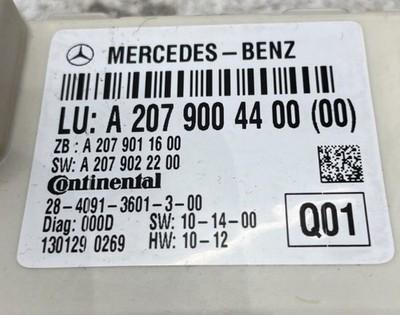 MERCEDES-BENZ
LU: A 207 900 44 00 (00)
ZB : A 207 901 16 00
SW: A 207 902 22 00
Continental
28-4091-3601-3-00
Diag: 000D SW: 10-14-00
130129 0269 HW: 10-12
Q01